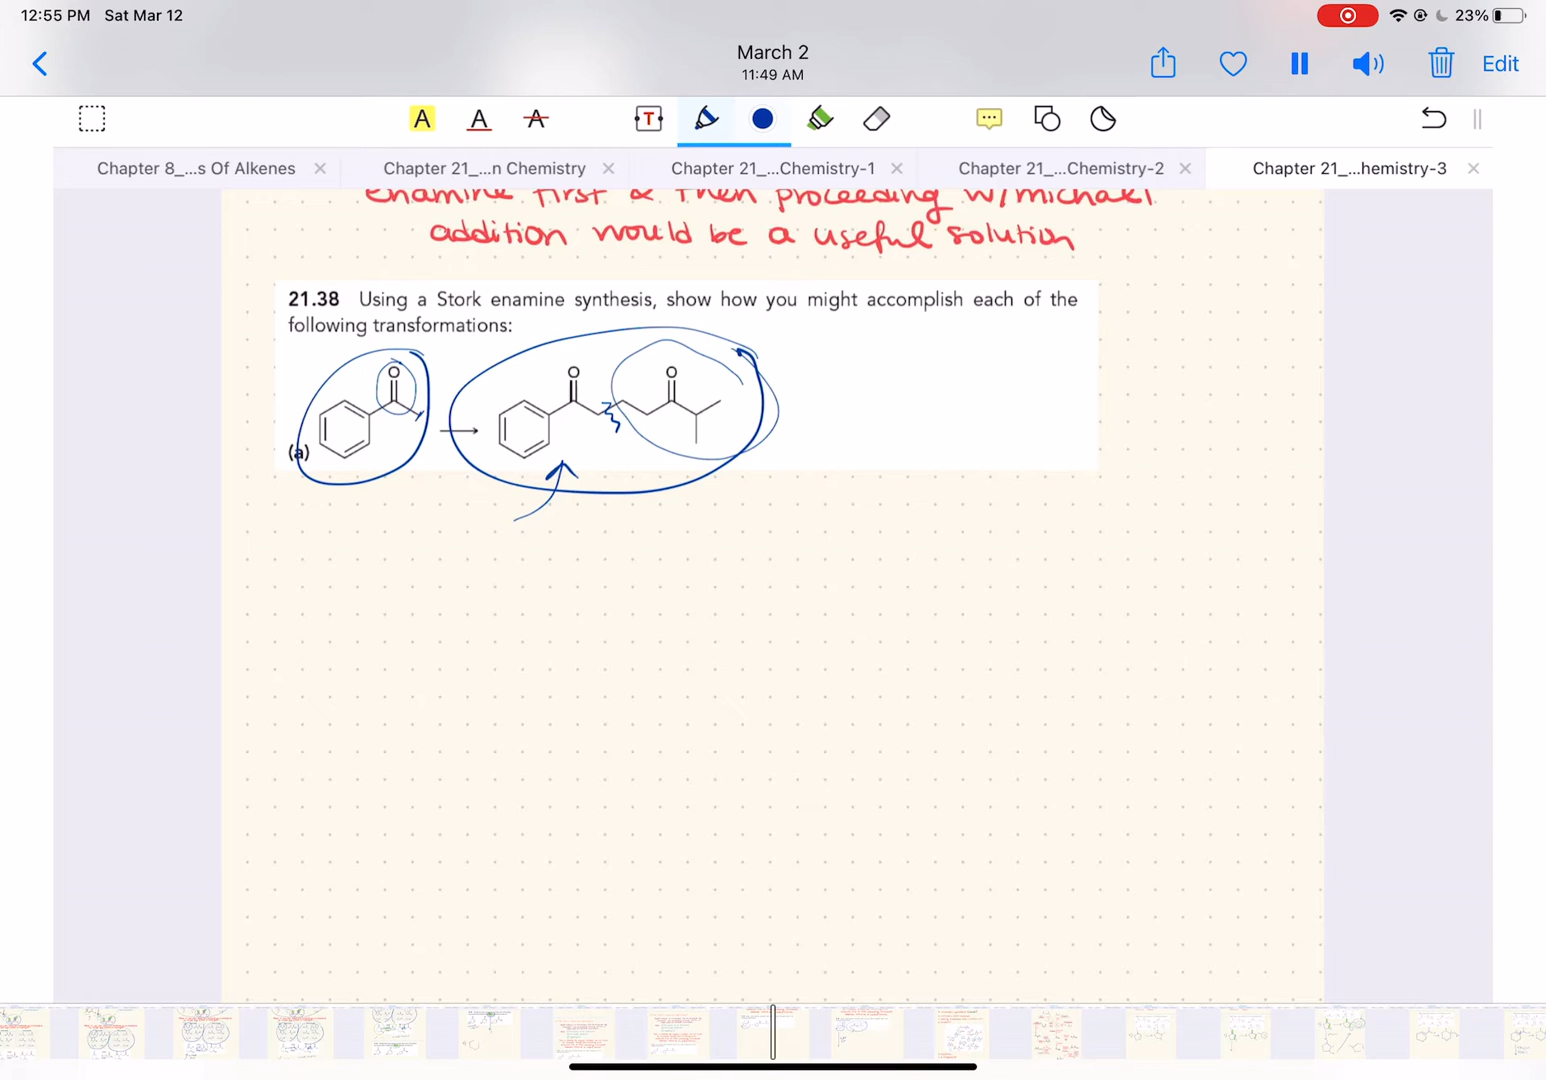 12:55 PM Sat Mar 12
23%
March 2
11:49 AM
Edit
A A A T
Chapter 8_...s Of Alkenes
Chapter 21_...n Chemistry
Chapter 21_...Chemistry-1
Chapter 21_...Chemistry-2
Chapter 21_...hemistry-3
enamine first & then proceeding w/ michael
addition would be a useful solution
21.38 Using a Stork enamine synthesis, show how you might accomplish each of the
following transformations:
O O O
(a)